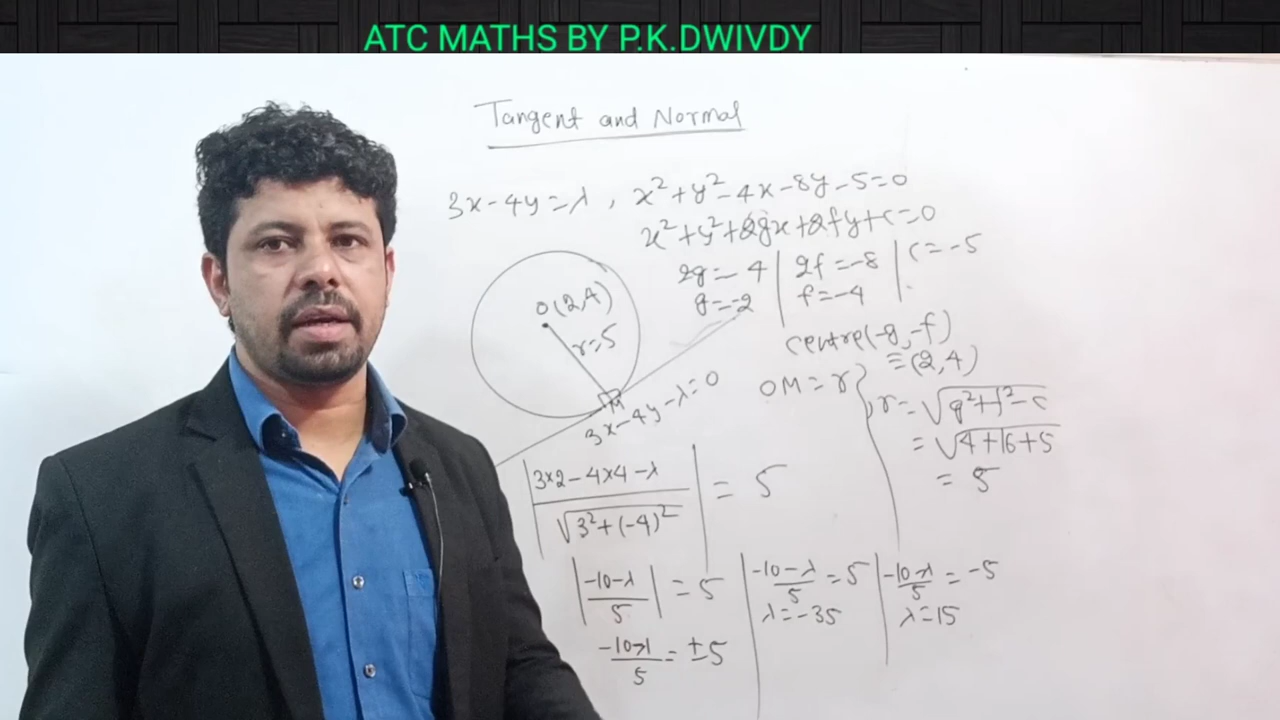 ATC MATHS BY P.K.DWIVDY
Tangent and Normal
3x-4y=λ, x²+y²-4x-8y-5=0
x²+y²+2gx+2fy+c=0
2g=-4 | 2f=-8 | c=-5
g=-2 | f=-4
centre(-g,-f)
≡(2,4)
O(2,4)
r=5
M
3x-4y-λ=0
OM=r}, r=√(g²+f²-c)
=√(4+16+5)
= 5
|(3×2-4×4-λ)/√(3²+(-4)²)| = 5
|(-10-λ)/5| = 5 | (-10-λ)/5 = 5 | (-10-λ)/5 = -5
λ=-35 | λ=15
(-10-λ)/5 = ±5